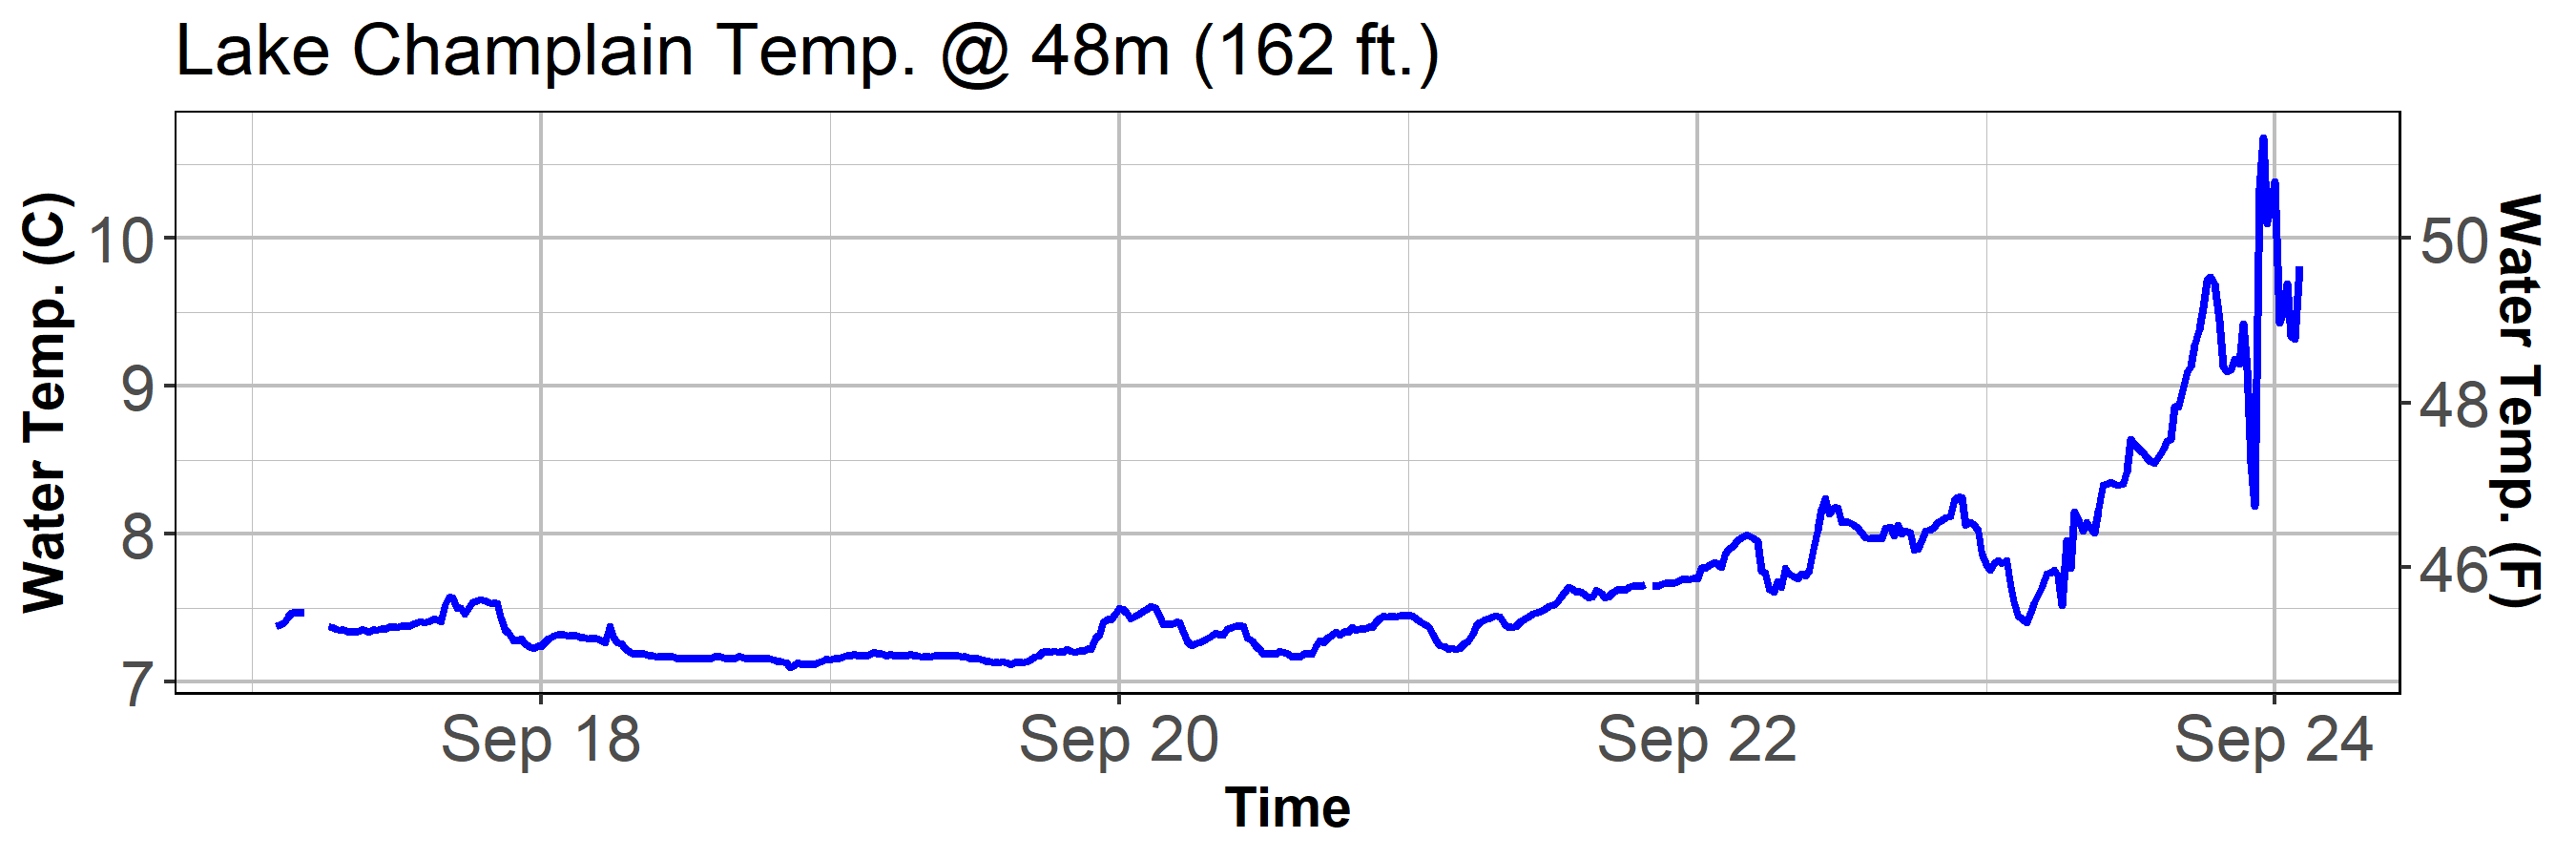 Lake Champlain Temp. @ 48m (162 ft.)
Water Temp. (C)
10
9
8
7
50
48
46
Water Temp. (F)
Sep 18 Sep 20 Sep 22 Sep 24
Time